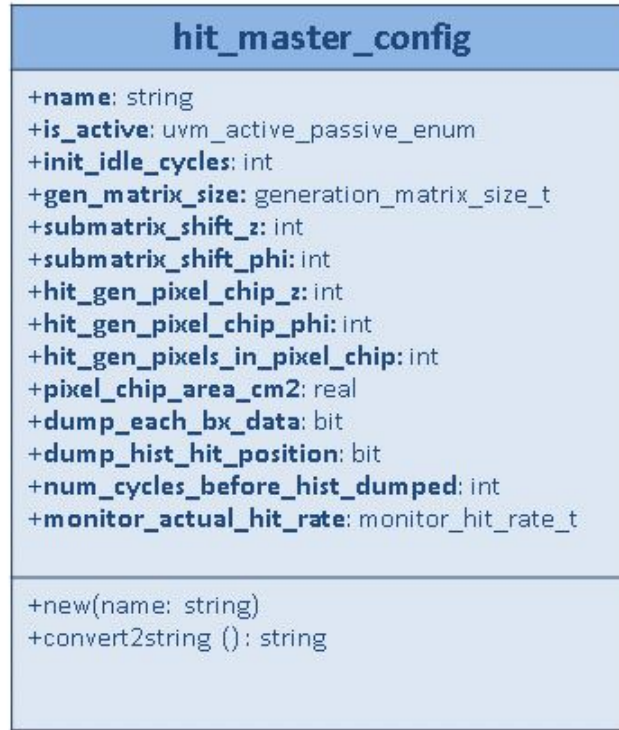 hit_master_config
+name: string
+is_active: uvm_active_passive_enum
+init_idle_cycles: int
+gen_matrix_size: generation_matrix_size_t
+submatrix_shift_z: int
+submatrix_shift_phi: int
+hit_gen_pixel_chip_z: int
+hit_gen_pixel_chip_phi: int
+hit_gen_pixels_in_pixel_chip: int
+pixel_chip_area_cm2: real
+dump_each_bx_data: bit
+dump_hist_hit_position: bit
+num_cycles_before_hist_dumped: int
+monitor_actual_hit_rate: monitor_hit_rate_t
+new(name: string)
+convert2string (): string